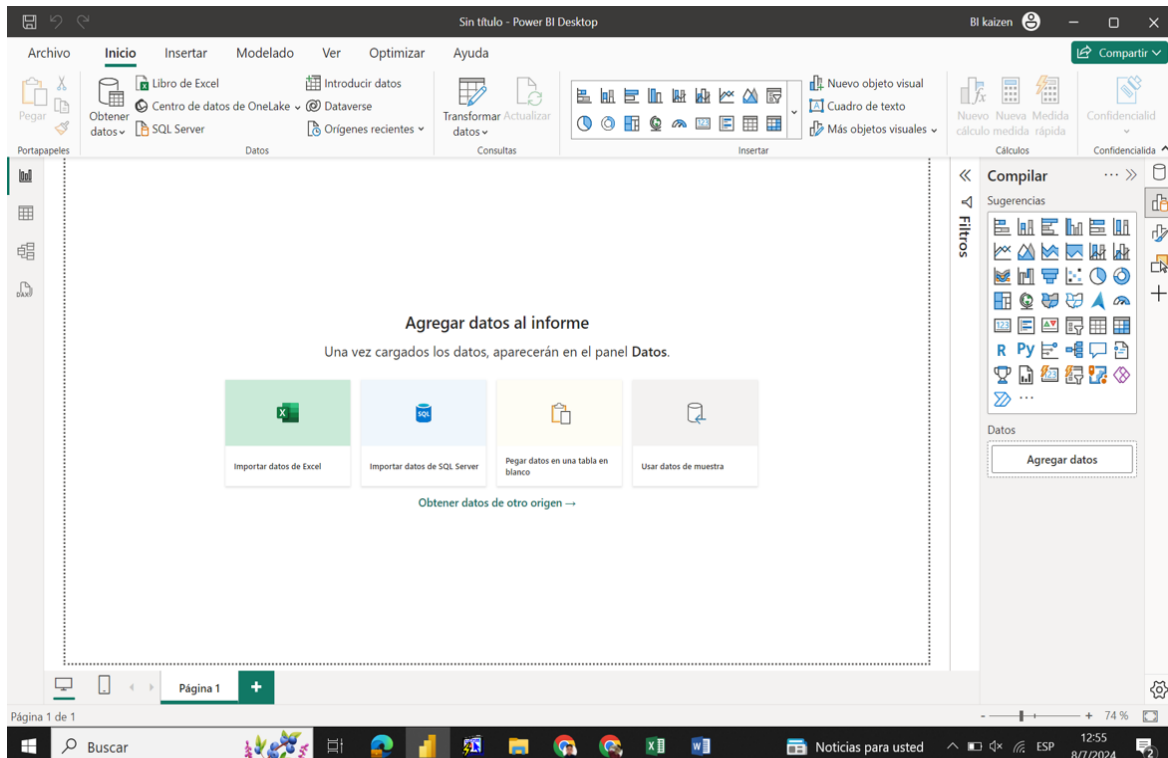 Sin título - Power BI Desktop
BI kaizen
Archivo Inicio Insertar Modelado Ver Optimizar Ayuda
Compartir
Pegar
Portapapeles
Obtener datos
Libro de Excel
Centro de datos de OneLake
SQL Server
Introducir datos
Dataverse
Orígenes recientes
Datos
Transformar datos
Actualizar
Consultas
Nuevo objeto visual
Cuadro de texto
Más objetos visuales
Insertar
Nuevo cálculo
Nueva medida
Medida rápida
Cálculos
Confidencialid
Confidencialida
DAX
Filtros
Compilar
Sugerencias
123
R Py
Datos
Agregar datos
Agregar datos al informe
Una vez cargados los datos, aparecerán en el panel Datos.
Importar datos de Excel
SQL
Importar datos de SQL Server
Pegar datos en una tabla en
blanco
Usar datos de muestra
Obtener datos de otro origen →
Página 1
Página 1 de 1
- + 74 %
Buscar
Noticias para usted
ESP
12:55
8/7/2024
2